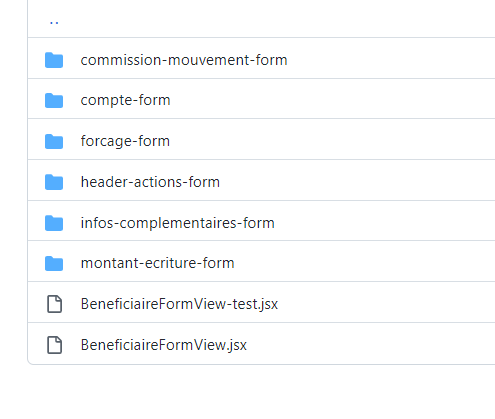 ..
commission-mouvement-form
compte-form
forcage-form
header-actions-form
infos-complementaires-form
montant-ecriture-form
BeneficiaireFormView-test.jsx
BeneficiaireFormView.jsx